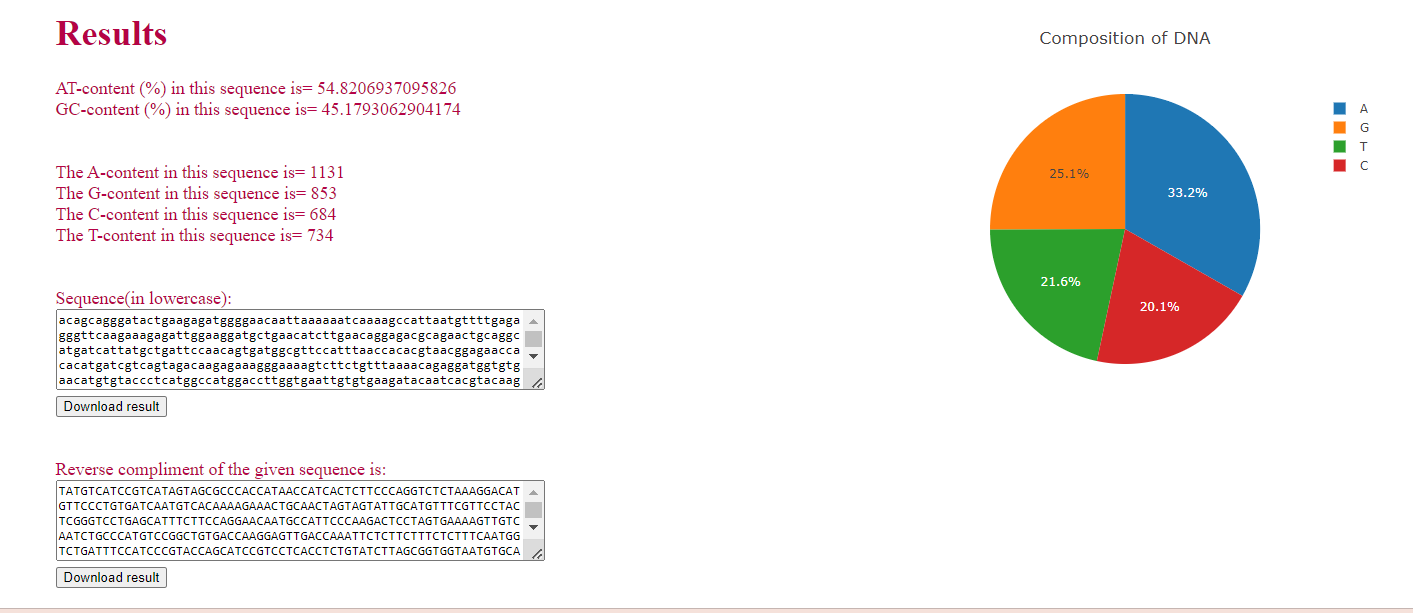 Results
AT-content (%) in this sequence is= 54.8206937095826
GC-content (%) in this sequence is= 45.1793062904174
The A-content in this sequence is= 1131
The G-content in this sequence is= 853
The C-content in this sequence is= 684
The T-content in this sequence is= 734
Sequence(in lowercase):
acagcagggatactgaagagatggggaacaattaaaaaatcaaaagccattaatgttttgaga
gggttcaagaaagagattggaaggatgctgaacatcttgaacaggagacgcagaactgcaggc
atgatcattatgctgattccaacagtgatggcgttccatttaaccacacgtaacggagaacca
cacatgatcgtcagtagacaagagaaagggaaaagtcttctgtttaaaacagaggatggtgtg
aacatgtgtaccctcatggccatggaccttggtgaattgtgtgaagatacaatcacgtacaag
Download result
Reverse compliment of the given sequence is:
TATGTCATCCGTCATAGTAGCGCCCACCATAACCATCACTCTTCCCAGGTCTCTAAAGGACAT
GTTCCCTGTGATCAATGTCACAAAAGAAACTGCAACTAGTAGTATTGCATGTTTCGTTCCTAC
TCGGGTCCTGAGCATTTCTTCCAGGAACAATGCCATTCCCAAGACTCCTAGTGAAAAGTTGTC
AATCTGCCCATGTCCGGCTGTGACCAAGGAGTTGACCAAATTCTCTTCTTTCTCTTTCAATGG
TCTGATTTCCATCCCGTACCAGCATCCGTCCTCACCTCTGTATCTTAGCGGTGGTAATGTGCA
Download result
Composition of DNA
25.1%
33.2%
21.6%
20.1%
A
G
T
C